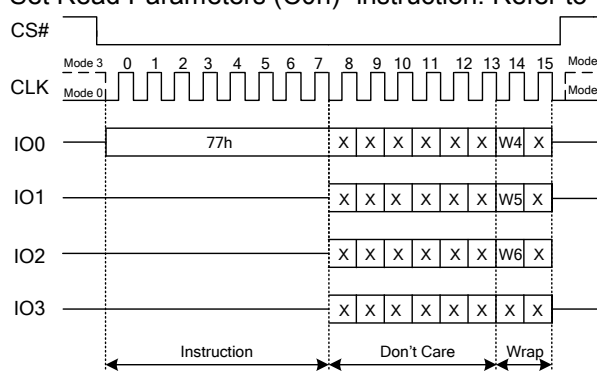 Set Read Parameters (C0h)" instruction. Refer to
CS#
Mode 3 0 1 2 3 4 5 6 7 8 9 10 11 12 13 14 15 Mode
CLK Mode 0 Mode
IO0 77h X X X X X X W4 X
IO1 X X X X X X W5 X
IO2 X X X X X X W6 X
IO3 X X X X X X X X
Instruction Don't Care Wrap